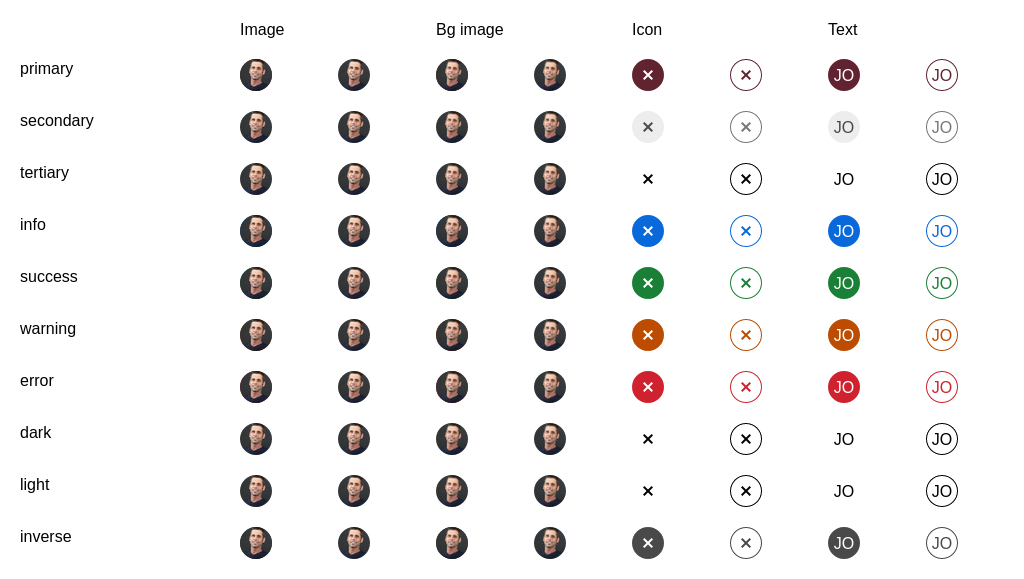 Image Bg image Icon Text
primary JO JO
secondary JO JO
tertiary JO JO
info JO JO
success JO JO
warning JO JO
error JO JO
dark JO JO
light JO JO
inverse JO JO